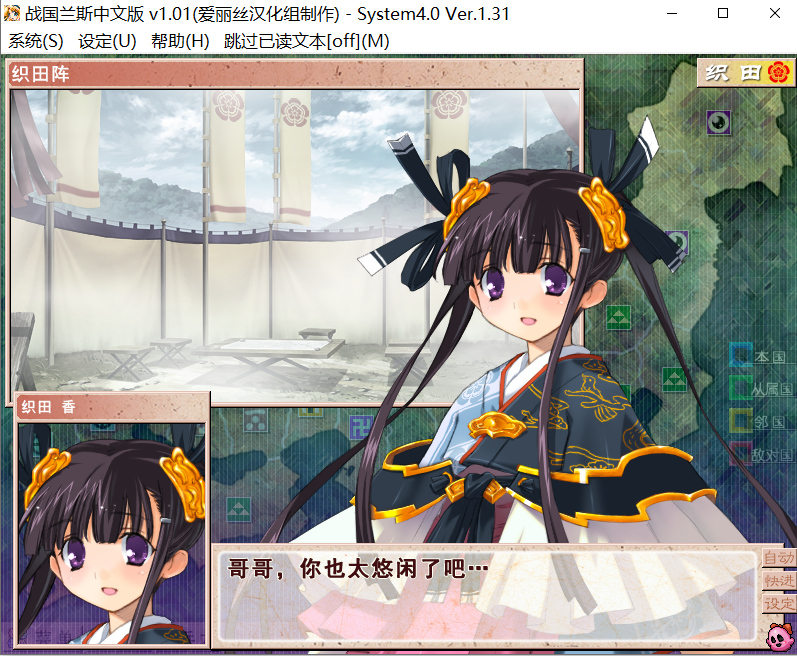 战国兰斯中文版 v1.01(爱丽丝汉化组制作) - System4.0 Ver.1.31
系统(S) 设定(U) 帮助(H) 跳过已读文本[off](M)
织田阵
织田
本国
从属国
邻国
敌对国
织田 香
哥哥，你也太悠闲了吧…
自动
快进
设定